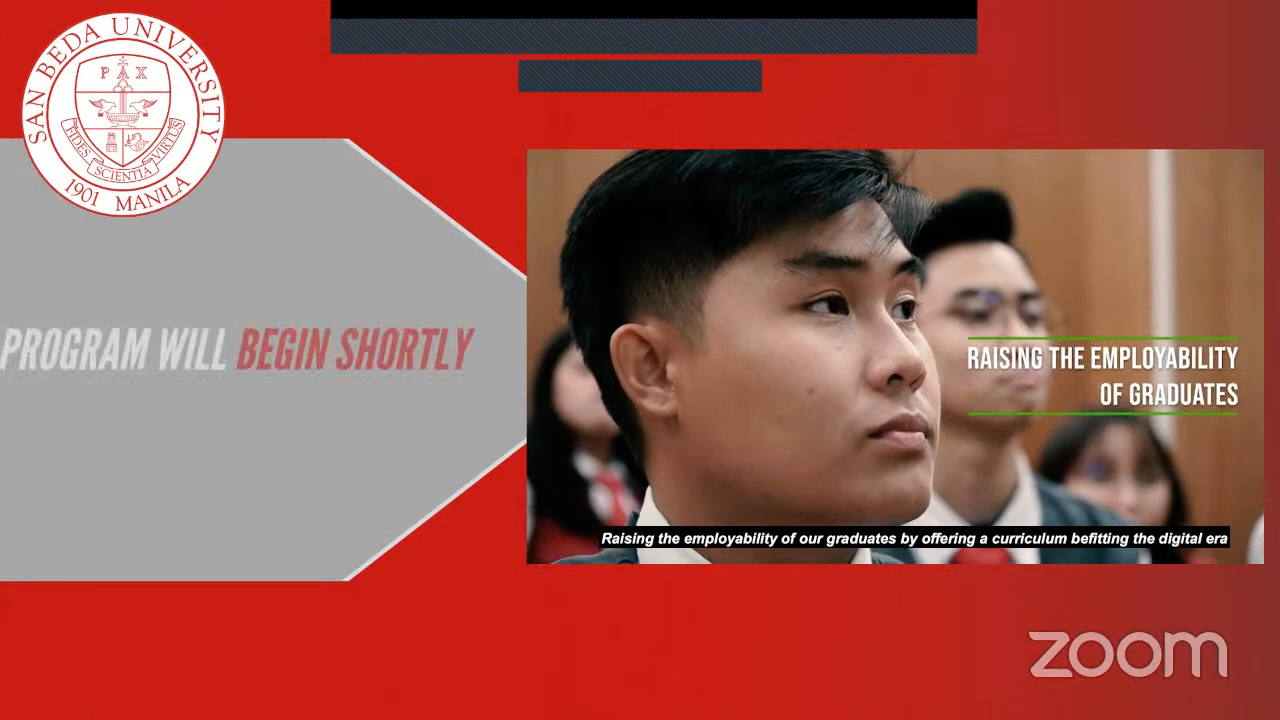 SAN BEDA UNIVERSITY
PAX
FIDES SCIENTIA VIRTUS
1901 MANILA
PROGRAM WILL BEGIN SHORTLY
RAISING THE EMPLOYABILITY
OF GRADUATES
Raising the employability of our graduates by offering a curriculum befitting the digital era
zoom